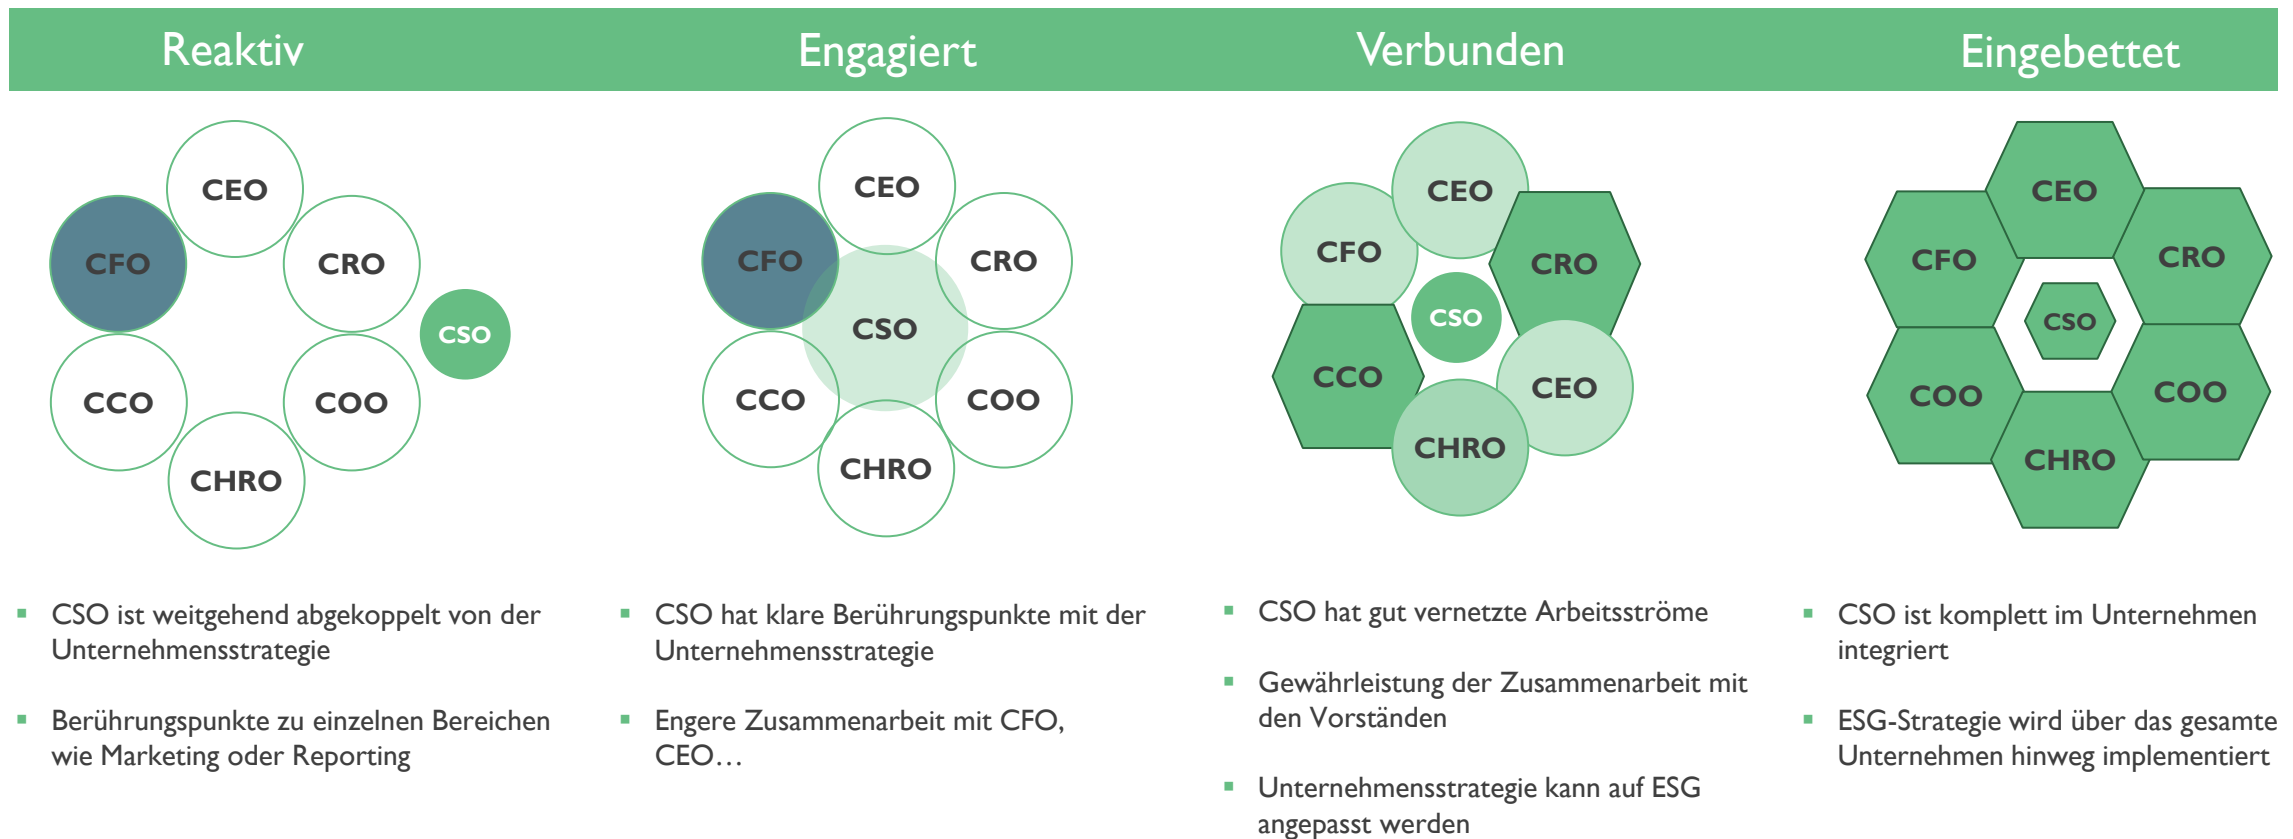 Reaktiv
Engagiert
Verbunden
Eingebettet
CEO
CFO
CRO
CSO
CCO
COO
CHRO
CEO
CFO
CRO
CSO
CCO
COO
CHRO
CEO
CFO
CRO
CSO
CCO
CEO
CHRO
CEO
CFO
CRO
CSO
COO
COO
CHRO
▪ CSO ist weitgehend abgekoppelt von der
Unternehmensstrategie
▪ Berührungspunkte zu einzelnen Bereichen
wie Marketing oder Reporting
▪ CSO hat klare Berührungspunkte mit der
Unternehmensstrategie
▪ Engere Zusammenarbeit mit CFO,
CEO…
▪ CSO hat gut vernetzte Arbeitsströme
▪ Gewährleistung der Zusammenarbeit mit
den Vorständen
▪ Unternehmensstrategie kann auf ESG
angepasst werden
▪ CSO ist komplett im Unternehmen
integriert
▪ ESG-Strategie wird über das gesamte
Unternehmen hinweg implementiert